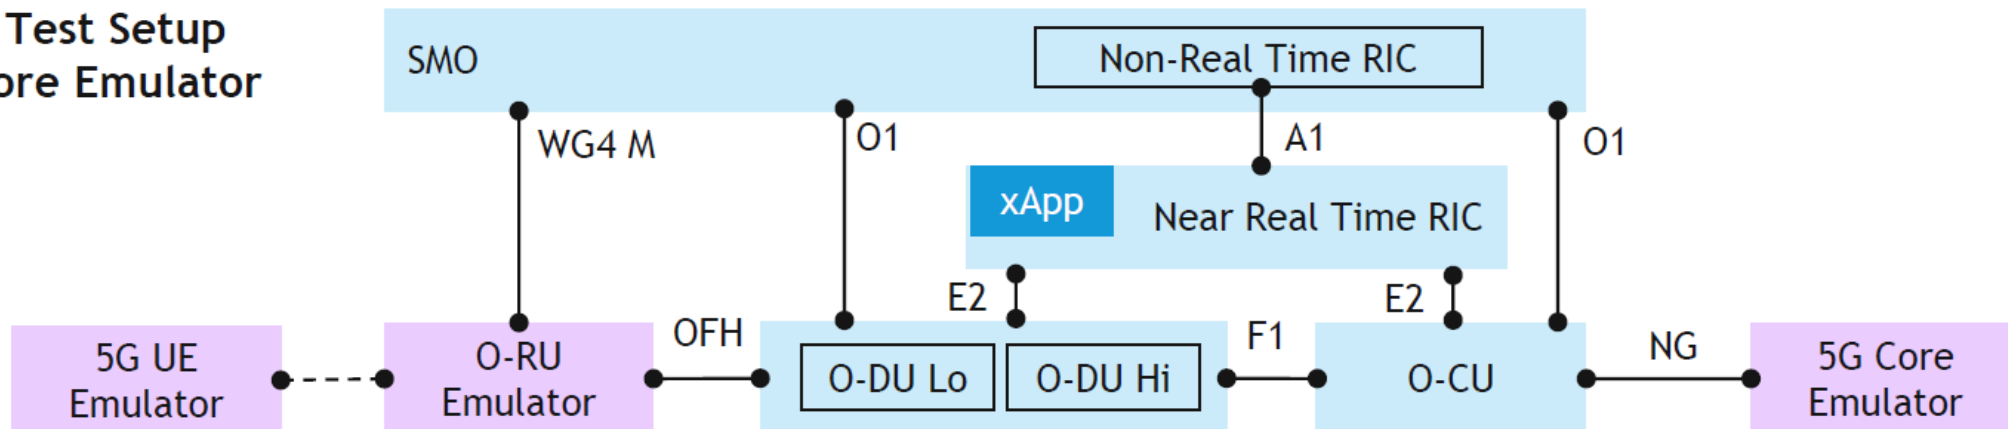 Test Setup
ore Emulator
SMO
Non-Real Time RIC
WG4 M
O1
A1
O1
xApp
Near Real Time RIC
E2
E2
5G UE
Emulator
O-RU
Emulator
OFH
O-DU Lo
O-DU Hi
F1
O-CU
NG
5G Core
Emulator